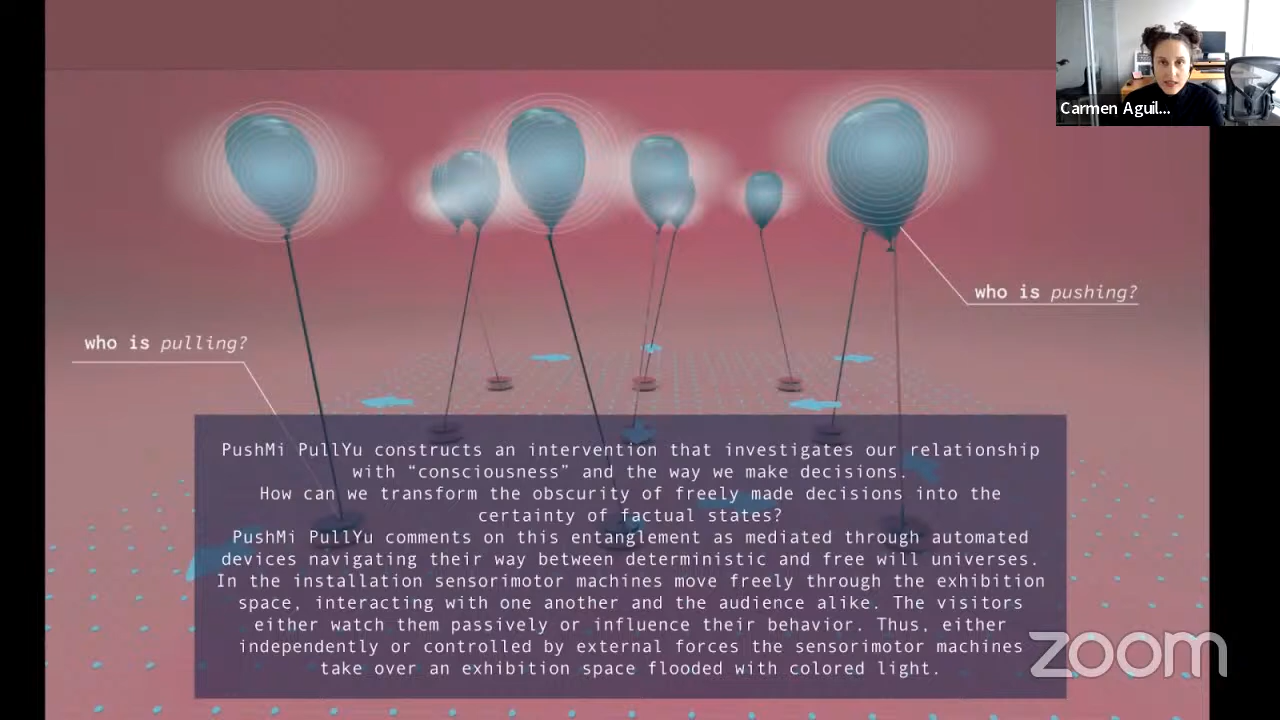 Carmen Aguil...
who is pushing?
who is pulling?
PushMi PullYu constructs an intervention that investigates our relationship
with “consciousness” and the way we make decisions.
How can we transform the obscurity of freely made decisions into the
certainty of factual states?
PushMi PullYu comments on this entanglement as mediated through automated
devices navigating their way between deterministic and free will universes.
In the installation sensorimotor machines move freely through the exhibition
space, interacting with one another and the audience alike. The visitors
either watch them passively or influence their behavior. Thus, either
independently or controlled by external forces the sensorimotor machines
take over an exhibition space flooded with colored light.
zoom